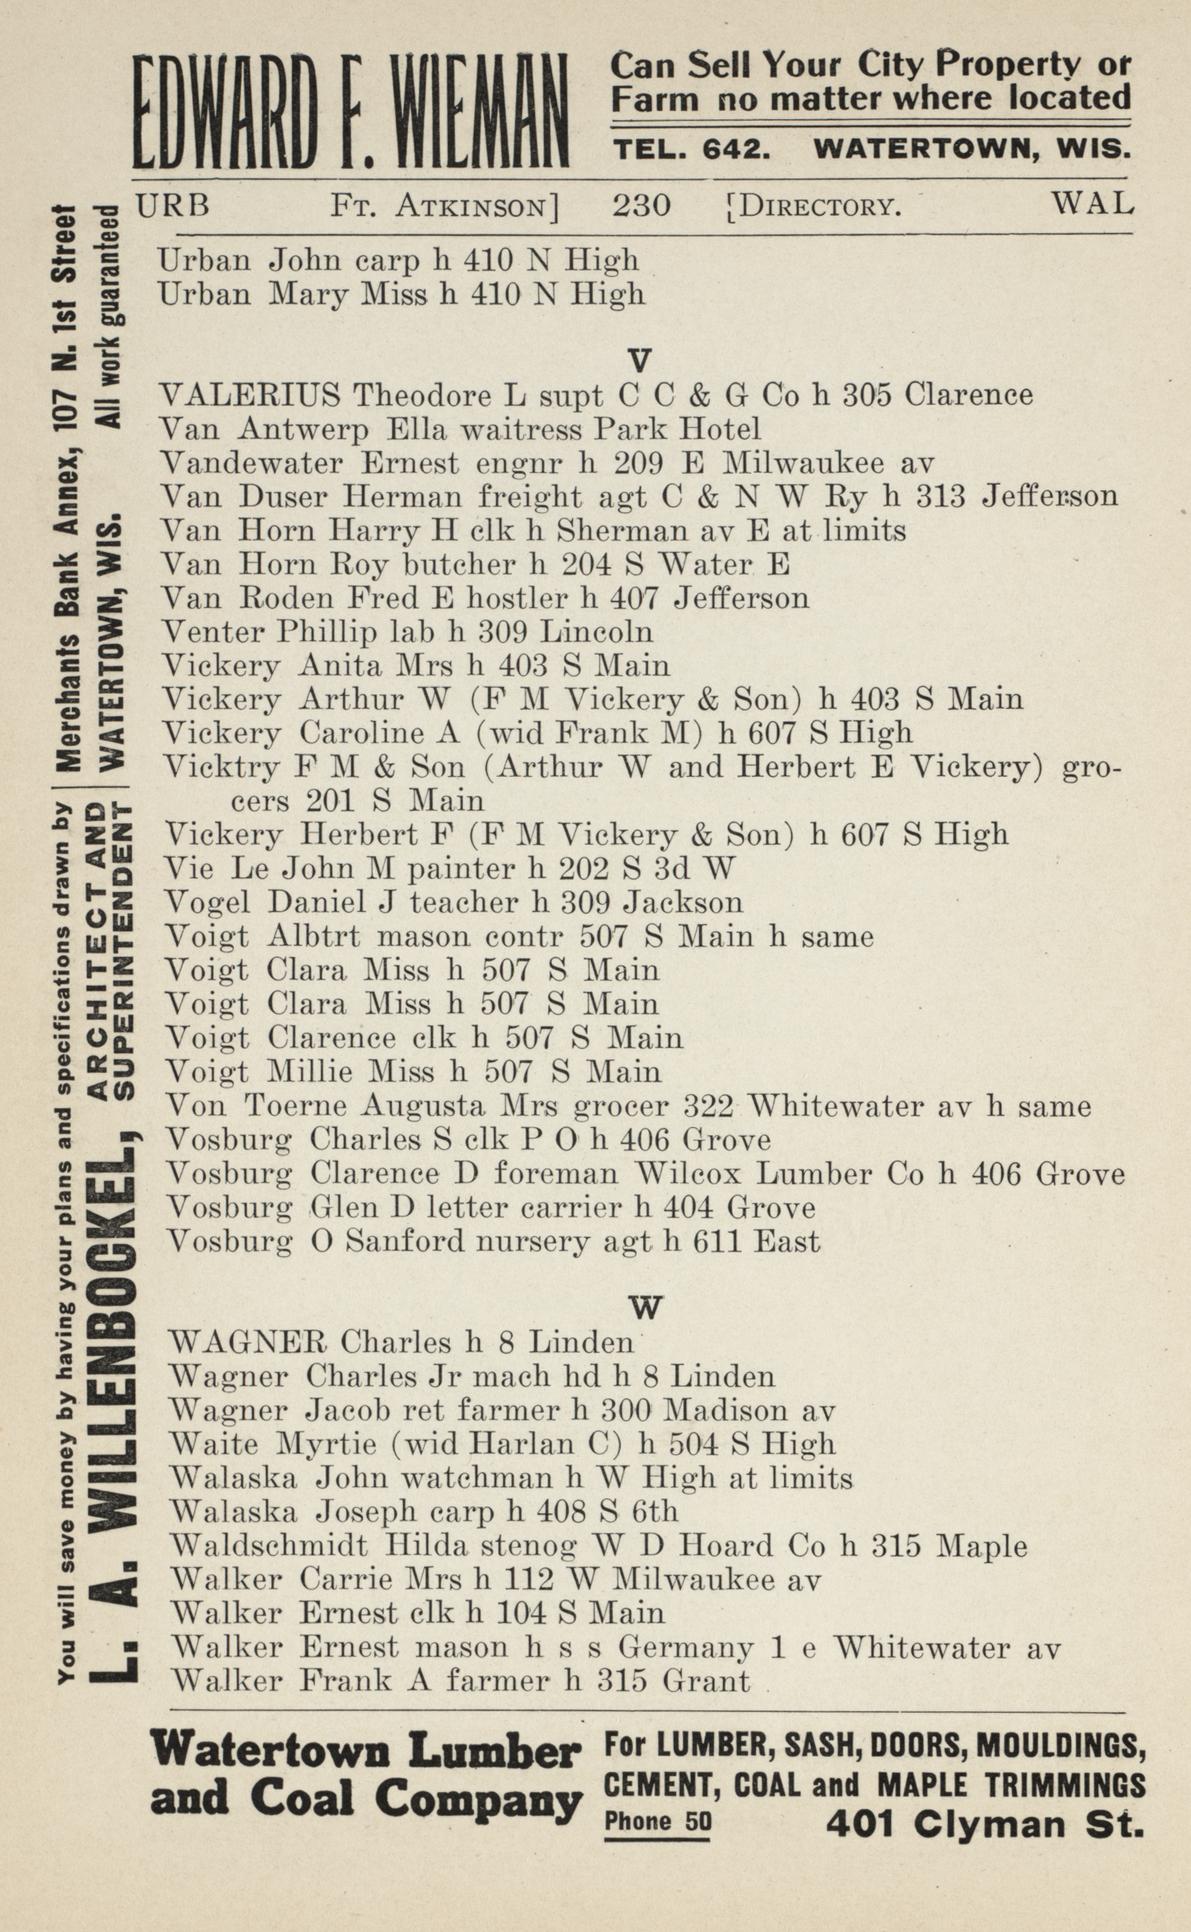 EDWARD F. WIEMAN
Can Sell Your City Property or
Farm no matter where located
TEL. 642. WATERTOWN, WIS.
URB Ft. Atkinson] 230 [Directory. WAL
Urban John carp h 410 N High
Urban Mary Miss h 410 N High
V
VALERIUS Theodore L supt C C & G Co h 305 Clarence
Van Antwerp Ella waitress Park Hotel
Vandewater Ernest engnr h 209 E Milwaukee av
Van Duser Herman freight agt C & N W Ry h 313 Jefferson
Van Horn Harry H clk h Sherman av E at limits
Van Horn Roy butcher h 204 S Water E
Van Roden Fred E hostler h 407 Jefferson
Venter Phillip lab h 309 Lincoln
Vickery Anita Mrs h 403 S Main
Vickery Arthur W (F M Vickery & Son) h 403 S Main
Vickery Caroline A (wid Frank M) h 607 S High
Vicktry F M & Son (Arthur W and Herbert E Vickery) gro-
cers 201 S Main
Vickery Herbert F (F M Vickery & Son) h 607 S High
Vie Le John M painter h 202 S 3d W
Vogel Daniel J teacher h 309 Jackson
Voigt Albtrt mason contr 507 S Main h same
Voigt Clara Miss h 507 S Main
Voigt Clara Miss h 507 S Main
Voigt Clarence clk h 507 S Main
Voigt Millie Miss h 507 S Main
Von Toerne Augusta Mrs grocer 322 Whitewater av h same
Vosburg Charles S clk P O h 406 Grove
Vosburg Clarence D foreman Wilcox Lumber Co h 406 Grove
Vosburg Glen D letter carrier h 404 Grove
Vosburg O Sanford nursery agt h 611 East
W
WAGNER Charles h 8 Linden
Wagner Charles Jr mach hd h 8 Linden
Wagner Jacob ret farmer h 300 Madison av
Waite Myrtie (wid Harlan C) h 504 S High
Walaska John watchman h W High at limits
Walaska Joseph carp h 408 S 6th
Waldschmidt Hilda stenog W D Hoard Co h 315 Maple
Walker Carrie Mrs h 112 W Milwaukee av
Walker Ernest clk h 104 S Main
Walker Ernest mason h s s Germany 1 e Whitewater av
Walker Frank A farmer h 315 Grant
You will save money by having your plans and specifications drawn by
L. A. WILLENBOCKEL,
ARCHITECT AND
SUPERINTENDENT
Merchants Bank Annex, 107 N. 1st Street
WATERTOWN, WIS. All work guaranteed
Watertown Lumber
and Coal Company
For LUMBER, SASH, DOORS, MOULDINGS,
CEMENT, COAL and MAPLE TRIMMINGS
Phone 50 401 Clyman St.